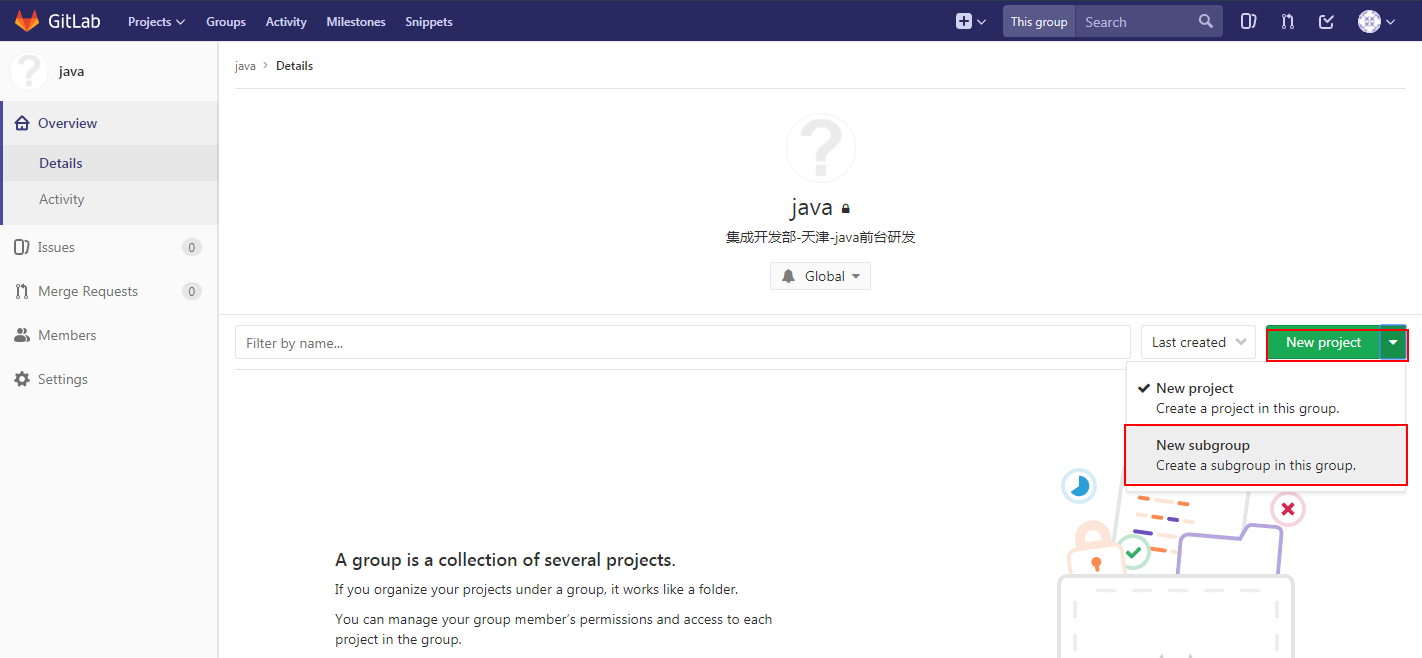 GitLab Projects Groups Activity Milestones Snippets This group Search
java
java > Details
Overview
Details
Activity
Issues 0
Merge Requests 0
Members
Settings
?
?
java
集成开发部-天津-java前台研发
Global
Filter by name... Last created New project
New project
Create a project in this group.
New subgroup
Create a subgroup in this group.
A group is a collection of several projects.
If you organize your projects under a group, it works like a folder.
You can manage your group member’s permissions and access to each
project in the group.